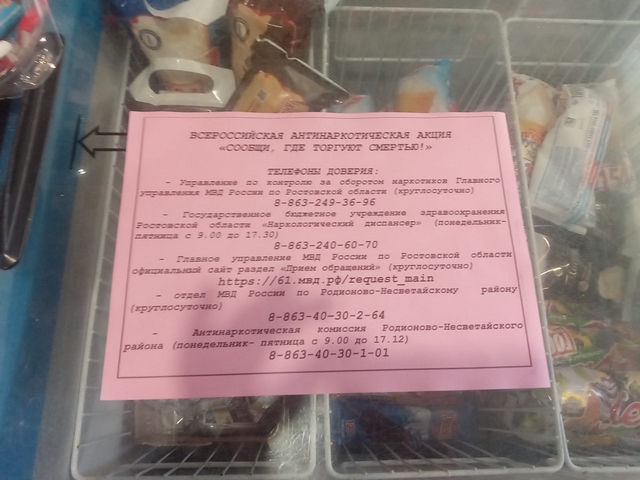 ВСЕРОССИЙСКАЯ АНТИНАРКОТИЧЕСКАЯ АКЦИЯ
«СООБЩИ, ГДЕ ТОРГУЮТ СМЕРТЬЮ!»
ТЕЛЕФОНЫ ДОВЕРИЯ:
- Управление по контролю за оборотом наркотиков Главного
управления МВД России по Ростовской области (круглосуточно)
8-863-249-36-96
- Государственное бюджетное учреждение здравоохранения
Ростовской области «Наркологический диспансер» (понедельник-
пятница с 9.00 до 17.30)
8-863-240-60-70
- Главное управление МВД России по Ростовской области
официальный сайт раздел «Прием обращений» (круглосуточно)
https://61.мвд.рф/request_main
- отдел МВД России по Родионово-Несветайскому району
(круглосуточно)
8-863-40-30-2-64
- Антинаркотическая комиссия Родионово-Несветайского
района (понедельник- пятница с 9.00 до 17.12)
8-863-40-30-1-01